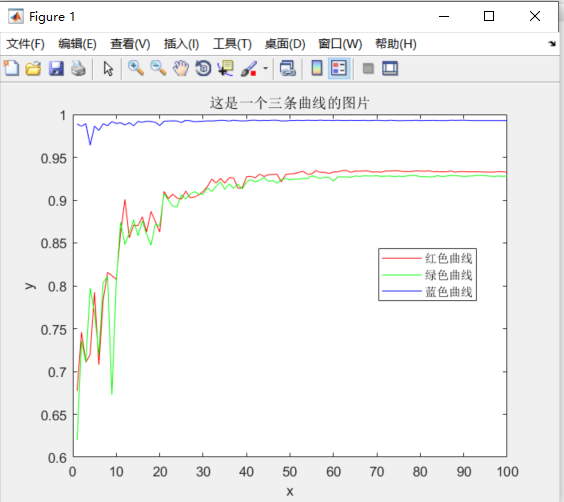 Figure 1
文件(F) 编辑(E) 查看(V) 插入(I) 工具(T) 桌面(D) 窗口(W) 帮助(H)
这是一个三条曲线的图片
1
0.95
0.9
0.85
0.8
0.75
0.7
0.65
0.6
y
红色曲线
绿色曲线
蓝色曲线
0 10 20 30 40 50 60 70 80 90 100
x